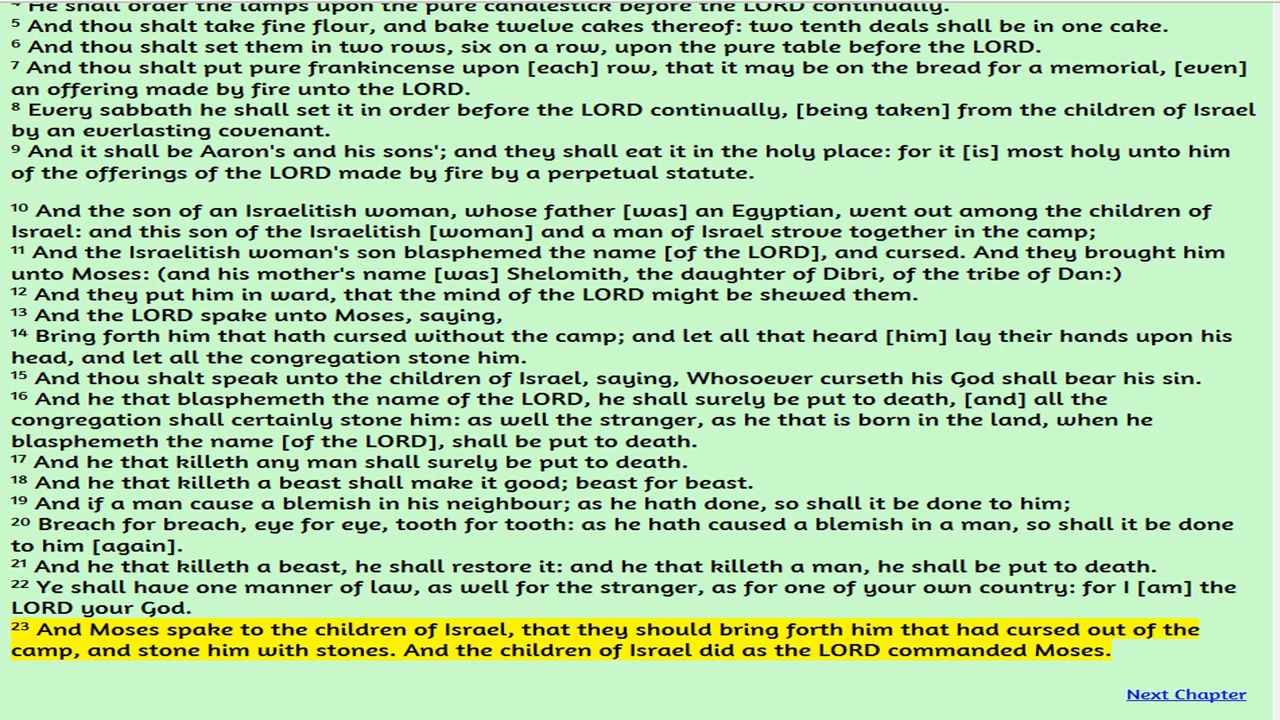 ⁴ He shall order the lamps upon the pure candlestick before the LORD continually.
⁵ And thou shalt take fine flour, and bake twelve cakes thereof: two tenth deals shall be in one cake.
⁶ And thou shalt set them in two rows, six on a row, upon the pure table before the LORD.
⁷ And thou shalt put pure frankincense upon [each] row, that it may be on the bread for a memorial, [even]
an offering made by fire unto the LORD.
⁸ Every sabbath he shall set it in order before the LORD continually, [being taken] from the children of Israel
by an everlasting covenant.
⁹ And it shall be Aaron's and his sons'; and they shall eat it in the holy place: for it [is] most holy unto him
of the offerings of the LORD made by fire by a perpetual statute.
¹⁰ And the son of an Israelitish woman, whose father [was] an Egyptian, went out among the children of
Israel: and this son of the Israelitish [woman] and a man of Israel strove together in the camp;
¹¹ And the Israelitish woman's son blasphemed the name [of the LORD], and cursed. And they brought him
unto Moses: (and his mother's name [was] Shelomith, the daughter of Dibri, of the tribe of Dan:)
¹² And they put him in ward, that the mind of the LORD might be shewed them.
¹³ And the LORD spake unto Moses, saying,
¹⁴ Bring forth him that hath cursed without the camp; and let all that heard [him] lay their hands upon his
head, and let all the congregation stone him.
¹⁵ And thou shalt speak unto the children of Israel, saying, Whosoever curseth his God shall bear his sin.
¹⁶ And he that blasphemeth the name of the LORD, he shall surely be put to death, [and] all the
congregation shall certainly stone him: as well the stranger, as he that is born in the land, when he
blasphemeth the name [of the LORD], shall be put to death.
¹⁷ And he that killeth any man shall surely be put to death.
¹⁸ And he that killeth a beast shall make it good; beast for beast.
¹⁹ And if a man cause a blemish in his neighbour; as he hath done, so shall it be done to him;
²⁰ Breach for breach, eye for eye, tooth for tooth: as he hath caused a blemish in a man, so shall it be done
to him [again].
²¹ And he that killeth a beast, he shall restore it: and he that killeth a man, he shall be put to death.
²² Ye shall have one manner of law, as well for the stranger, as for one of your own country: for I [am] the
LORD your God.
²³ And Moses spake to the children of Israel, that they should bring forth him that had cursed out of the
camp, and stone him with stones. And the children of Israel did as the LORD commanded Moses.
Next Chapter